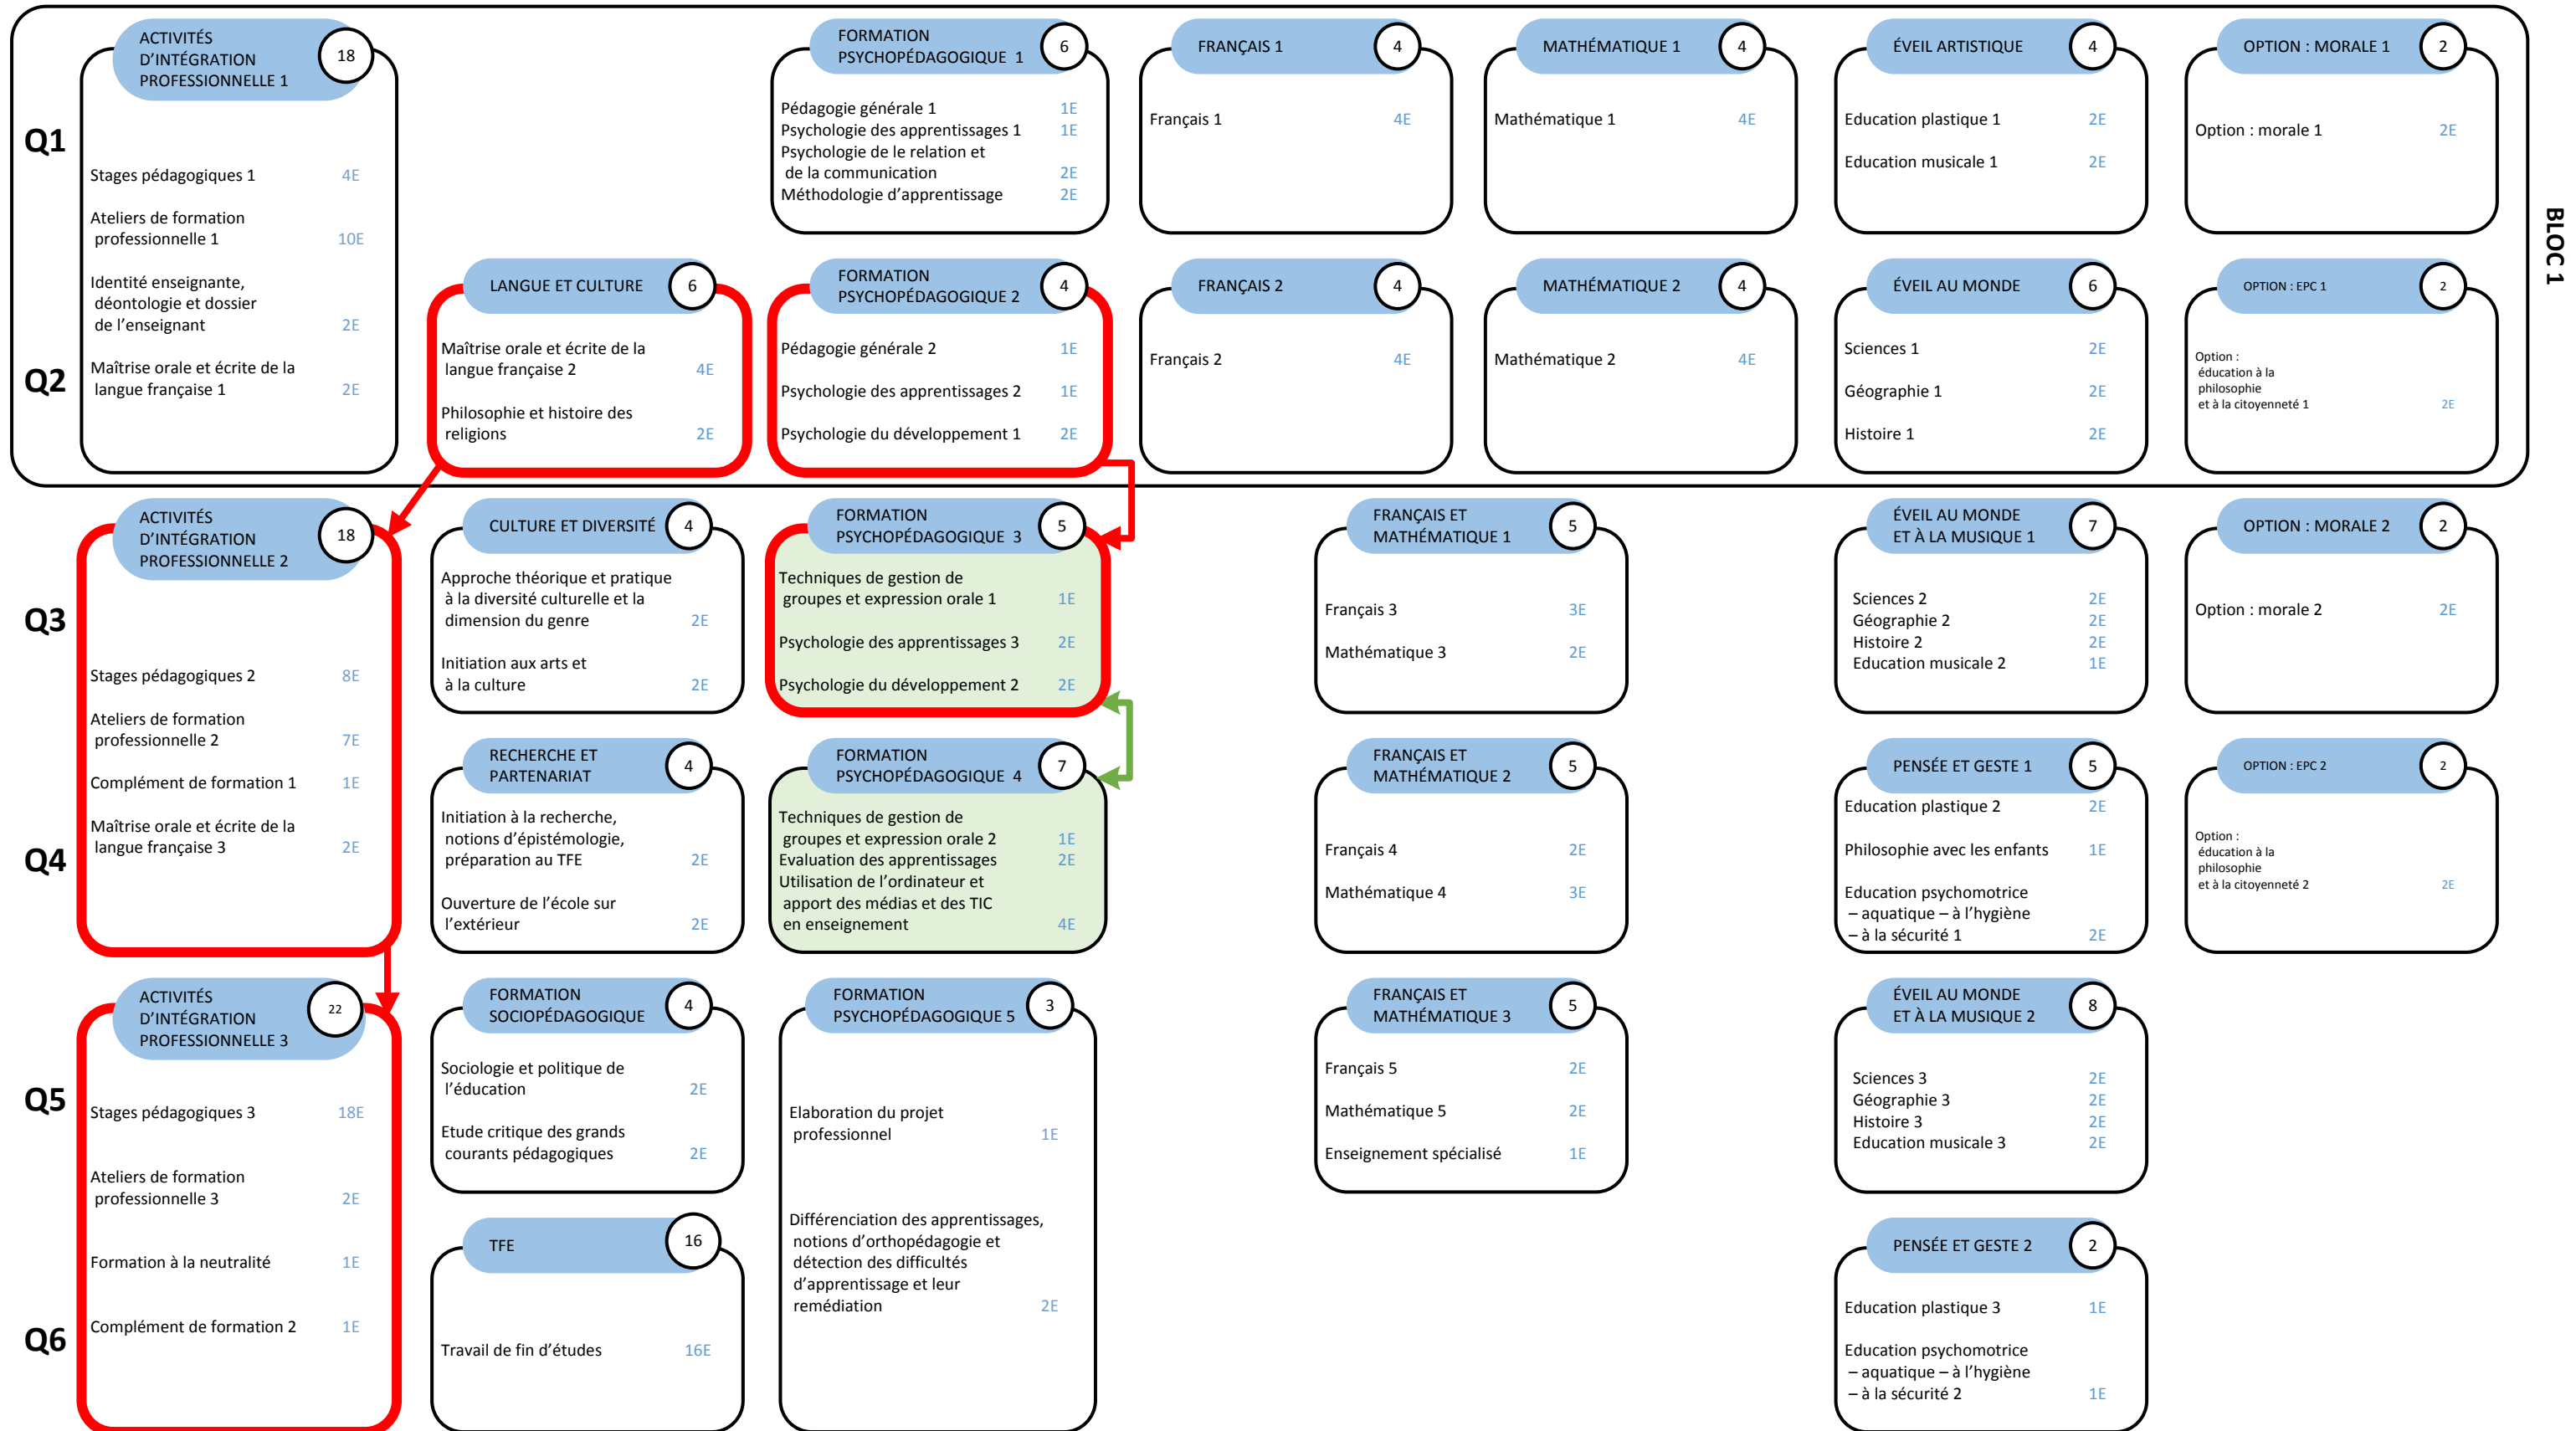 ACTIVITÉS
D’INTÉGRATION
PROFESSIONNELLE 1
18
Stages pédagogiques 1 4E
Ateliers de formation
professionnelle 1 10E
Identité enseignante,
déontologie et dossier
de l’enseignant 2E
Maîtrise orale et écrite de la
langue française 1 2E
Q1
FORMATION
PSYCHOPÉDAGOGIQUE 1
6
Pédagogie générale 1 1E
Psychologie des apprentissages 1 1E
Psychologie de le relation et
de la communication 2E
Méthodologie d’apprentissage 2E
FRANÇAIS 1 4
Français 1 4E
MATHÉMATIQUE 1 4
Mathématique 1 4E
ÉVEIL ARTISTIQUE 4
Education plastique 1 2E
Education musicale 1 2E
OPTION : MORALE 1 2
Option : morale 1 2E
BLOC 1
Q2
LANGUE ET CULTURE 6
Maîtrise orale et écrite de la
langue française 2 4E
Philosophie et histoire des
religions 2E
FORMATION
PSYCHOPÉDAGOGIQUE 2
4
Pédagogie générale 2 1E
Psychologie des apprentissages 2 1E
Psychologie du développement 1 2E
FRANÇAIS 2 4
Français 2 4E
MATHÉMATIQUE 2 4
Mathématique 2 4E
ÉVEIL AU MONDE 6
Sciences 1 2E
Géographie 1 2E
Histoire 1 2E
OPTION : EPC 1 2
Option :
éducation à la
philosophie
et à la citoyenneté 1 2E
ACTIVITÉS
D’INTÉGRATION
PROFESSIONNELLE 2
18
Stages pédagogiques 2 8E
Ateliers de formation
professionnelle 2 7E
Complément de formation 1 1E
Maîtrise orale et écrite de la
langue française 3 2E
Q3
CULTURE ET DIVERSITÉ 4
Approche théorique et pratique
à la diversité culturelle et la
dimension du genre 2E
Initiation aux arts et
à la culture 2E
FORMATION
PSYCHOPÉDAGOGIQUE 3
5
Techniques de gestion de
groupes et expression orale 1 1E
Psychologie des apprentissages 3 2E
Psychologie du développement 2 2E
FRANÇAIS ET
MATHÉMATIQUE 1
5
Français 3 3E
Mathématique 3 2E
ÉVEIL AU MONDE
ET À LA MUSIQUE 1
7
Sciences 2 2E
Géographie 2 2E
Histoire 2 2E
Education musicale 2 1E
OPTION : MORALE 2 2
Option : morale 2 2E
Q4
RECHERCHE ET
PARTENARIAT
4
Initiation à la recherche,
notions d’épistémologie,
préparation au TFE 2E
Ouverture de l’école sur
l’extérieur 2E
FORMATION
PSYCHOPÉDAGOGIQUE 4
7
Techniques de gestion de
groupes et expression orale 2 1E
Evaluation des apprentissages 2E
Utilisation de l’ordinateur et
apport des médias et des TIC
en enseignement 4E
FRANÇAIS ET
MATHÉMATIQUE 2
5
Français 4 2E
Mathématique 4 3E
PENSÉE ET GESTE 1 5
Education plastique 2 2E
Philosophie avec les enfants 1E
Education psychomotrice
– aquatique – à l’hygiène
– à la sécurité 1 2E
OPTION : EPC 2 2
Option :
éducation à la
philosophie
et à la citoyenneté 2 2E
ACTIVITÉS
D’INTÉGRATION
PROFESSIONNELLE 3
22
Stages pédagogiques 3 18E
Ateliers de formation
professionnelle 3 2E
Formation à la neutralité 1E
Complément de formation 2 1E
Q5
FORMATION
SOCIOPÉDAGOGIQUE
4
Sociologie et politique de
l’éducation 2E
Etude critique des grands
courants pédagogiques 2E
FORMATION
PSYCHOPÉDAGOGIQUE 5
3
Elaboration du projet
professionnel 1E
Différenciation des apprentissages,
notions d’orthopédagogie et
détection des difficultés
d’apprentissage et leur
remédiation 2E
FRANÇAIS ET
MATHÉMATIQUE 3
5
Français 5 2E
Mathématique 5 2E
Enseignement spécialisé 1E
ÉVEIL AU MONDE
ET À LA MUSIQUE 2
8
Sciences 3 2E
Géographie 3 2E
Histoire 3 2E
Education musicale 3 2E
Q6
TFE 16
Travail de fin d’études 16E
PENSÉE ET GESTE 2 2
Education plastique 3 1E
Education psychomotrice
– aquatique – à l’hygiène
– à la sécurité 2 1E